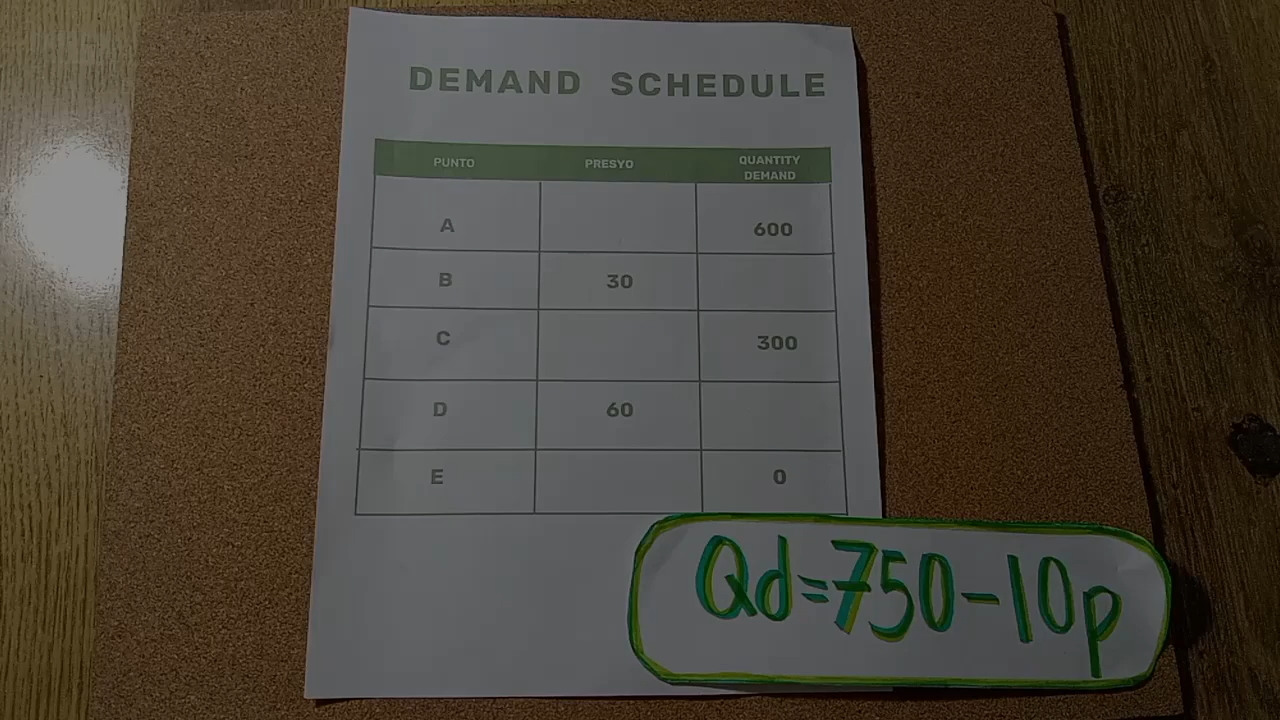 DEMAND SCHEDULE
PUNTO PRESYO QUANTITY DEMAND
A 600
B 30
C 300
D 60
E 0
Qd=750-10p